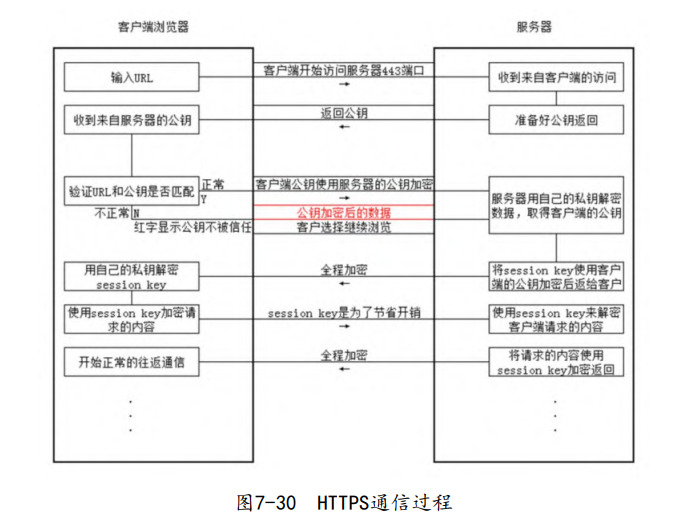 客户端浏览器
服务器
输入URL
客户端开始访问服务器443端口
收到来自客户端的访问
收到来自服务器的公钥
返回公钥
准备好公钥返回
验证URL和公钥是否匹配
正常
Y
客户端公钥使用服务器的公钥加密
服务器用自己的私钥解密
数据，取得客户端的公钥
不正常
N
公钥加密后的数据
红字显示公钥不被信任
客户选择继续浏览
用自己的私钥解密
session key
全程加密
将session key使用客户
端的公钥加密后返给客户
使用session key加密请
求的内容
session key是为了节省开销
使用session key来解密
客户端请求的内容
开始正常的往返通信
全程加密
将请求的内容使用
session key加密返回
图7-30 HTTPS通信过程